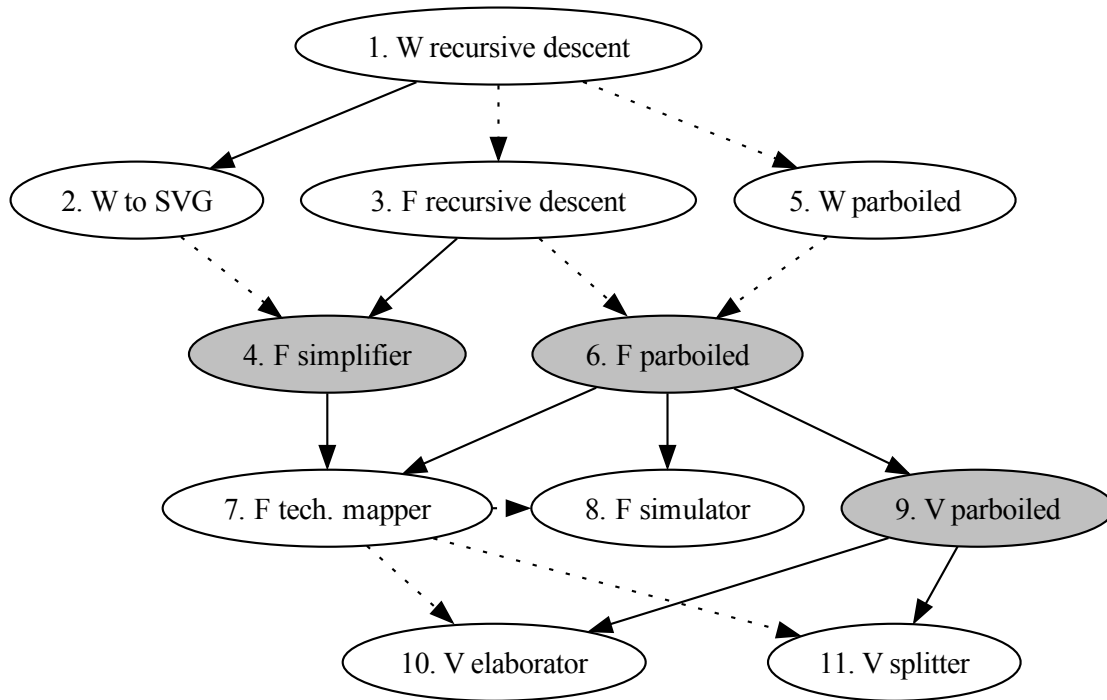 1. W recursive descent
2. W to SVG
3. F recursive descent
5. W parboiled
4. F simplifier
6. F parboiled
7. F tech. mapper
8. F simulator
9. V parboiled
10. V elaborator
11. V splitter